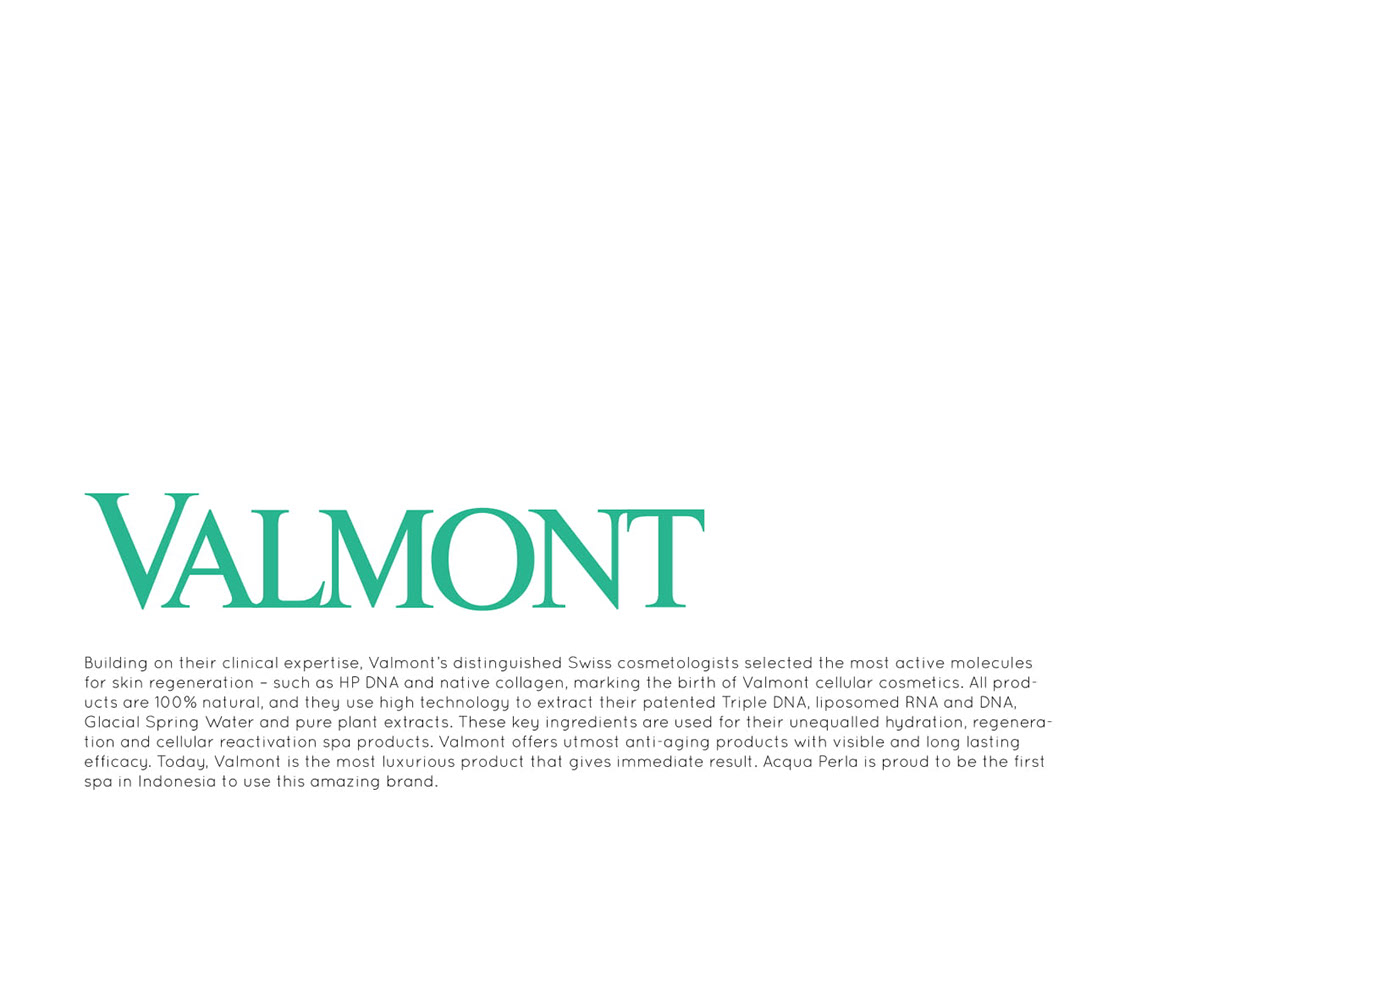 VALMONT
Building on their clinical expertise, Valmont’s distinguished Swiss cosmetologists selected the most active molecules
for skin regeneration – such as HP DNA and native collagen, marking the birth of Valmont cellular cosmetics. All prod-
ucts are 100% natural, and they use high technology to extract their patented Triple DNA, liposomed RNA and DNA,
Glacial Spring Water and pure plant extracts. These key ingredients are used for their unequalled hydration, regenera-
tion and cellular reactivation spa products. Valmont offers utmost anti-aging products with visible and long lasting
efficacy. Today, Valmont is the most luxurious product that gives immediate result. Acqua Perla is proud to be the first
spa in Indonesia to use this amazing brand.